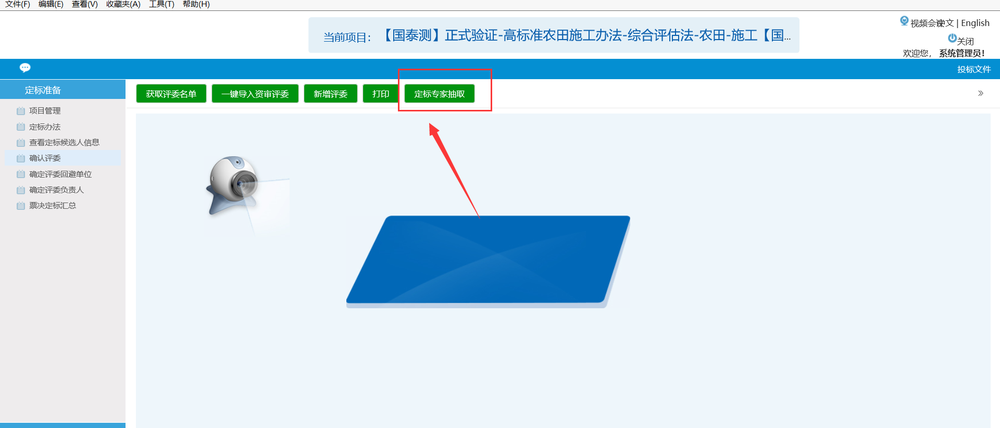 文件(F) 编辑(E) 查看(V) 收藏夹(A) 工具(T) 帮助(H)
当前项目： 【国泰测】正式验证-高标准农田施工办法-综合评估法-农田-施工【国...
视频会议 中文 | English
关闭
欢迎您， 系统管理员！
投标文件
定标准备
获取评委名单 一键导入资审评委 新增评委 打印 定标专家抽取 »
项目管理
定标办法
查看定标候选人信息
确认评委
确定评委回避单位
确定评委负责人
票决定标汇总